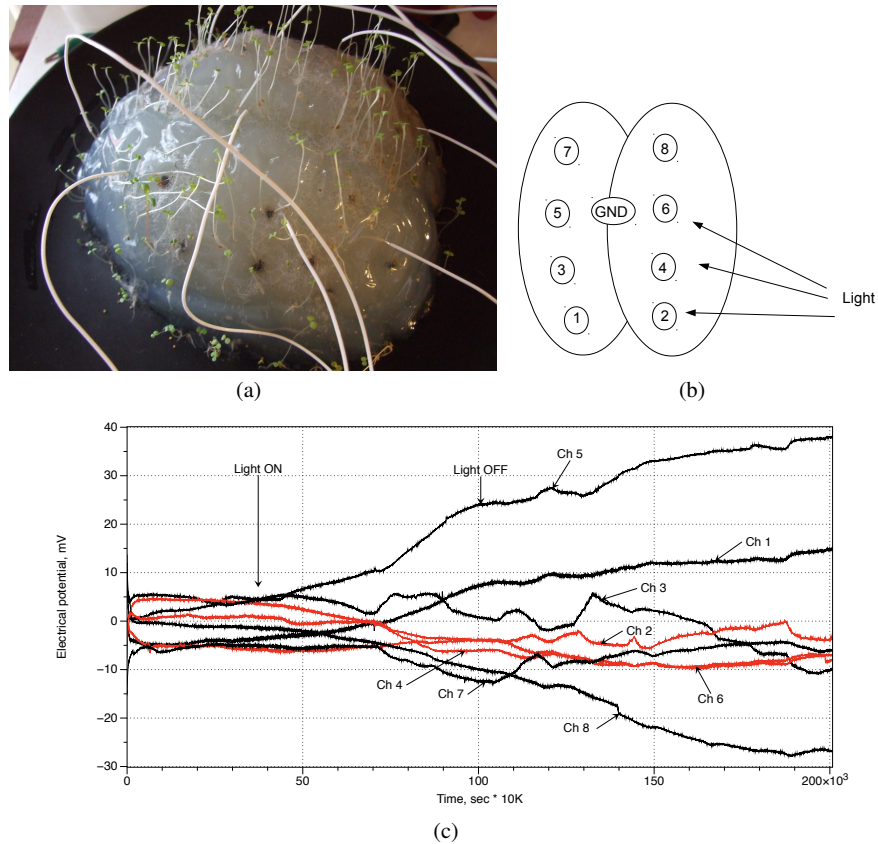 7
8
5
GND
6
3
4
Light
1
2
(a)
(b)
40
30
20
10
0
−10
−20
−30
Electrical potential, mV
Light ON
Light OFF
Ch 5
Ch 1
Ch 3
Ch 2
Ch 4
Ch 7
Ch 6
Ch 8
0
50
100
150
200×10³
Time, sec * 10K
(c)